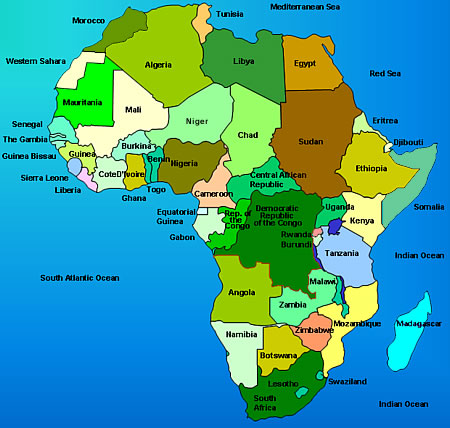 Mediterranean Sea
Tunisia
Morocco
Algeria
Libya
Egypt
Western Sahara
Red Sea
Mauritania
Mali
Niger
Chad
Sudan
Eritrea
Senegal
The Gambia
Guinea Bissau
Guinea
Burkina
Benin
Nigeria
Djibouti
Ethiopia
Sierra Leone
Liberia
CoteD'Ivoire
Ghana
Togo
Cameroon
Central African
Republic
Somalia
Equatorial
Guinea
Gabon
Rep. of
the
Congo
Democratic
Republic
of the Congo
Uganda
Kenya
Rwanda
Burundi
Tanzania
Indian Ocean
South Atlantic Ocean
Angola
Zambia
Malawi
Mozambique
Madagascar
Namibia
Zimbabwe
Botswana
Swaziland
Lesotho
South
Africa
Indian Ocean